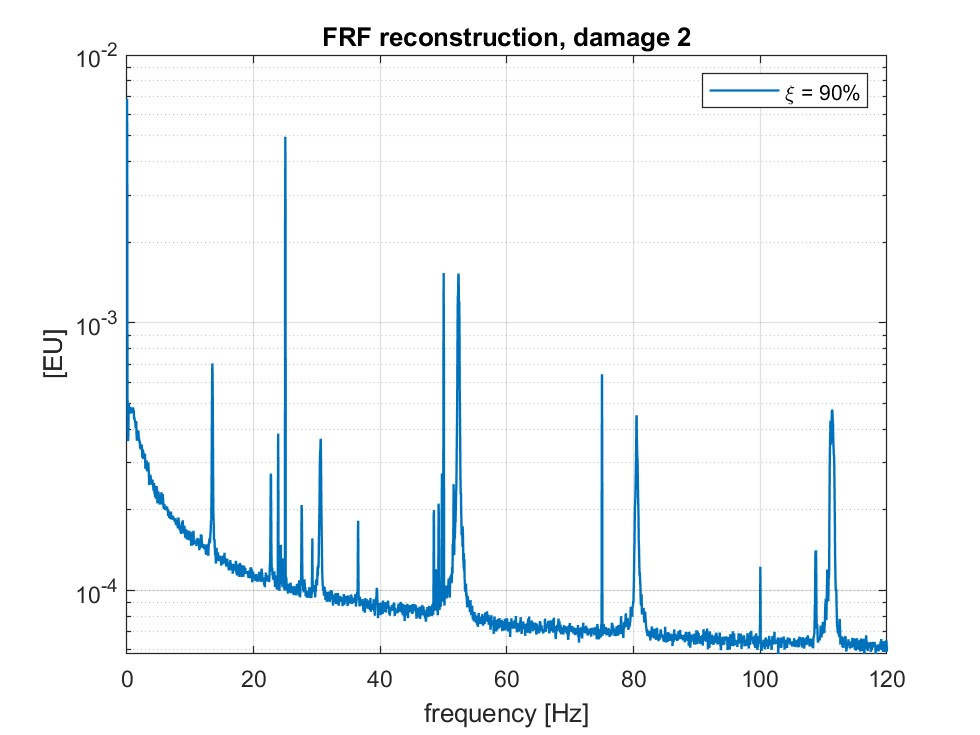 FRF reconstruction, damage 2
ξ = 90%
10^-2
10^-3
10^-4
[EU]
0 20 40 60 80 100 120
frequency [Hz]